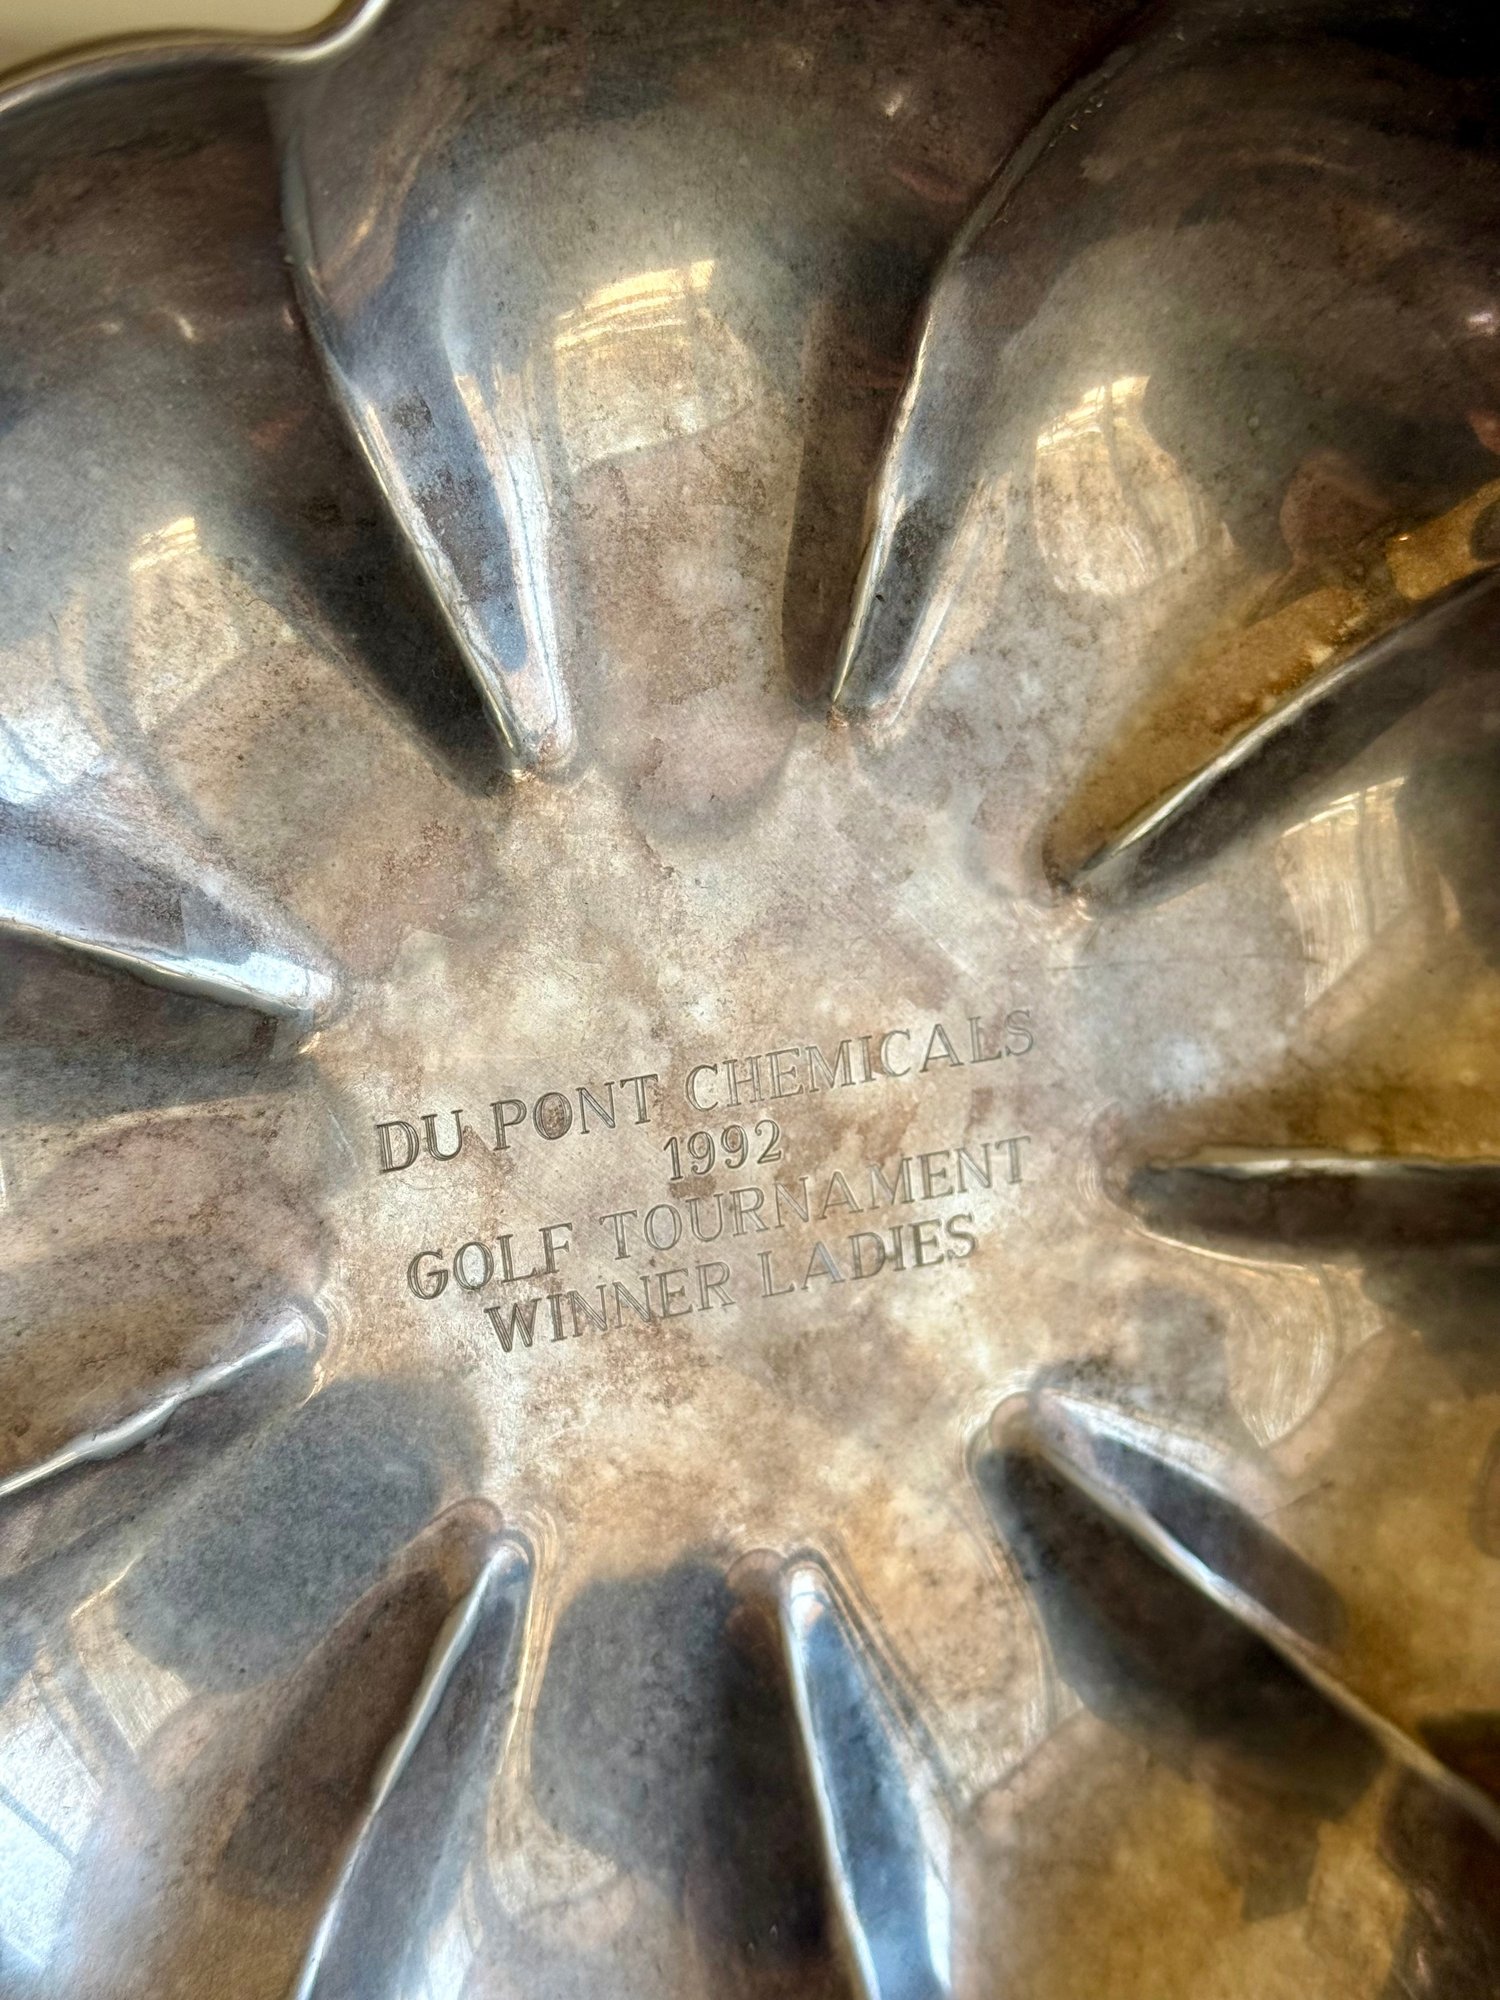 DU PONT CHEMICALS
1992
GOLF TOURNAMENT
WINNER LADIES